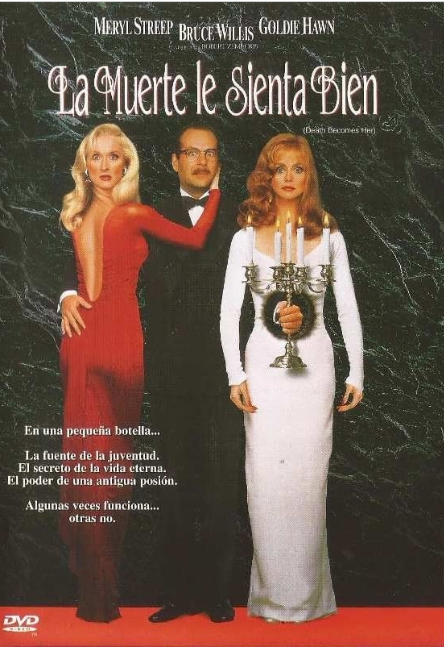 MERYL STREEP BRUCE WILLIS GOLDIE HAWN
ROBERT ZEMECKIS
La Muerte le Sienta Bien
(Death Becomes Her)
En una pequeña botella...
La fuente de la juventud.
El secreto de la vida eterna.
El poder de una antigua posión.
Algunas veces funciona...
otras no.
DVD